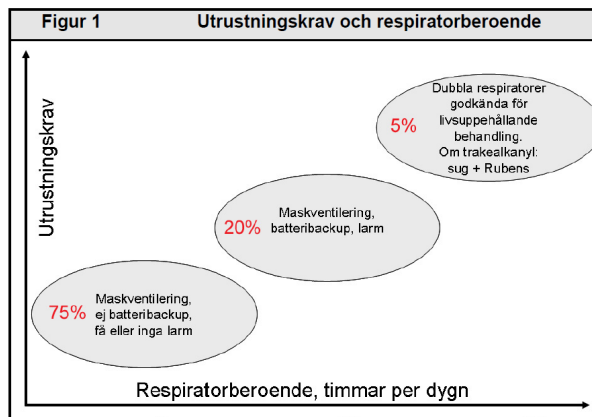 Figur 1 Utrustningskrav och respiratorberoende
Utrustningskrav
5%
Dubbla respiratorer
godkända för
livsuppehållande
behandling.
Om trakealkanyl:
sug + Rubens
20%
Maskventilering,
batteribackup, larm
75%
Maskventilering,
ej batteribackup,
få eller inga larm
Respiratorberoende, timmar per dygn